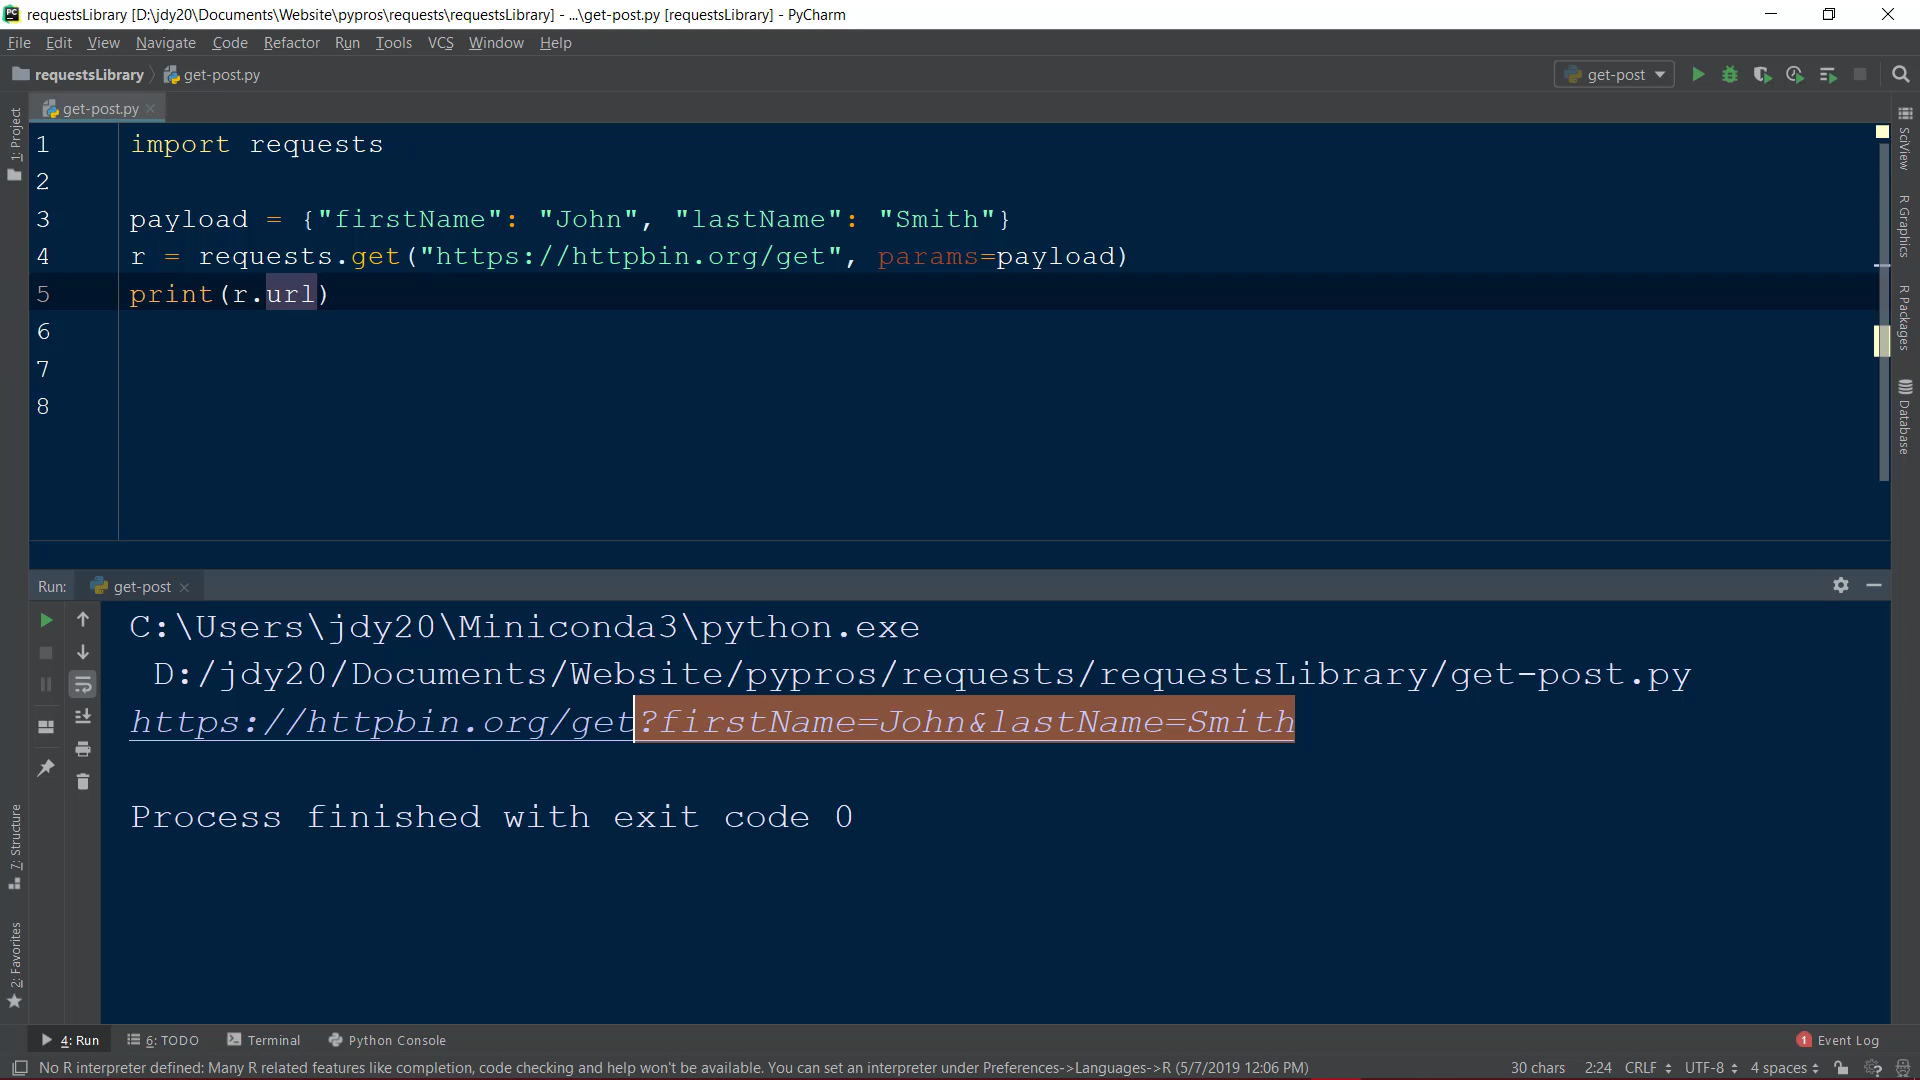 requestsLibrary [D:\jdy20\Documents\Website\pypros\requests\requestsLibrary] - ...\get-post.py [requestsLibrary] - PyCharm
File Edit View Navigate Code Refactor Run Tools VCS Window Help
requestsLibrary get-post.py
get-post
get-post.py
1: Project
1 import requests
2
3 payload = {"firstName": "John", "lastName": "Smith"}
4 r = requests.get("https://httpbin.org/get", params=payload)
5 print(r.url)
6
7
8
SciView
R Graphics
R Packages
Database
Run: get-post
C:\Users\jdy20\Miniconda3\python.exe
D:/jdy20/Documents/Website/pypros/requests/requestsLibrary/get-post.py
https://httpbin.org/get?firstName=John&lastName=Smith
Process finished with exit code 0
7: Structure
2: Favorites
4: Run 6: TODO Terminal Python Console
1 Event Log
No R interpreter defined: Many R related features like completion, code checking and help won't be available. You can set an interpreter under Preferences->Languages->R (5/7/2019 12:06 PM)
30 chars 2:24 CRLF UTF-8 4 spaces